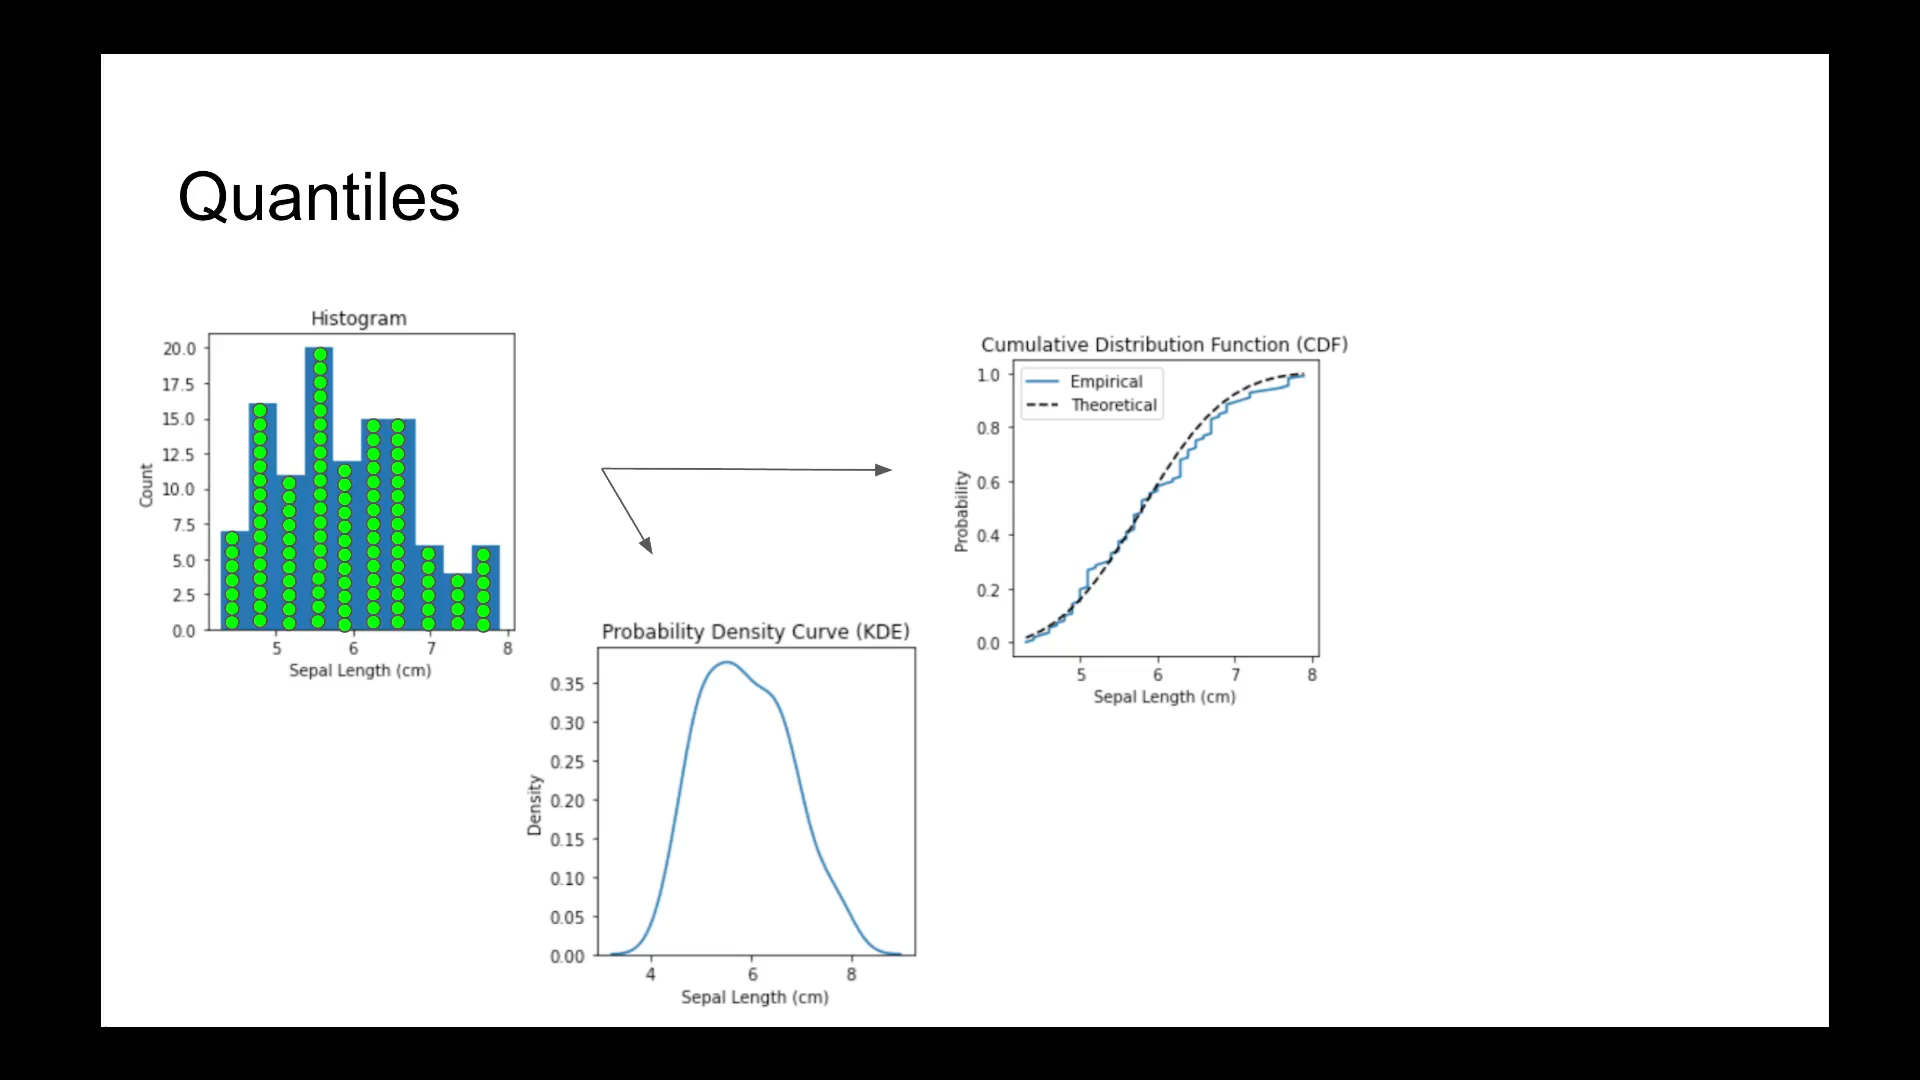 Quantiles
Histogram
20.0
17.5
15.0
12.5
10.0
7.5
5.0
2.5
0.0
Count
5 6 7 8
Sepal Length (cm)
Cumulative Distribution Function (CDF)
Empirical
Theoretical
1.0
0.8
0.6
0.4
0.2
0.0
Probability
5 6 7 8
Sepal Length (cm)
Probability Density Curve (KDE)
0.35
0.30
0.25
0.20
0.15
0.10
0.05
0.00
Density
4 6 8
Sepal Length (cm)